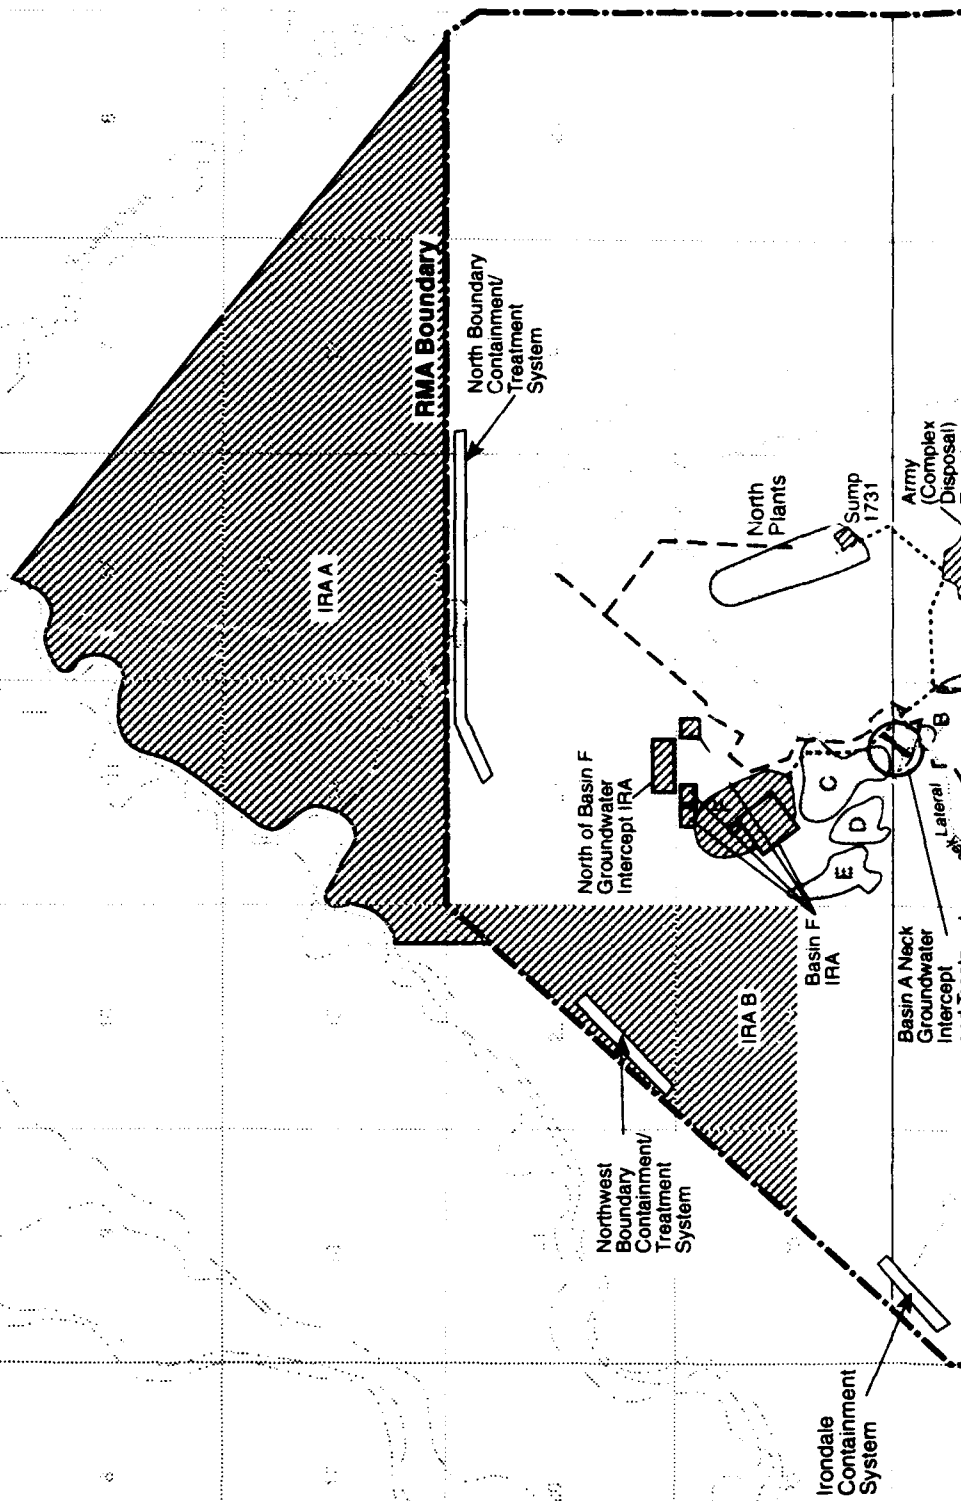 RMA Boundary
North Boundary
Containment/
Treatment
System
IRA A
North
Plants
Sump
1731
Army
(Complex
Disposal)
North of Basin F
Groundwater
Intercept IRA
C
D
E
B
Lateral
Basin F
IRA
Basin A Neck
Groundwater
Intercept
IRA B
Northwest
Boundary
Containment/
Treatment
System
Irondale
Containment
System